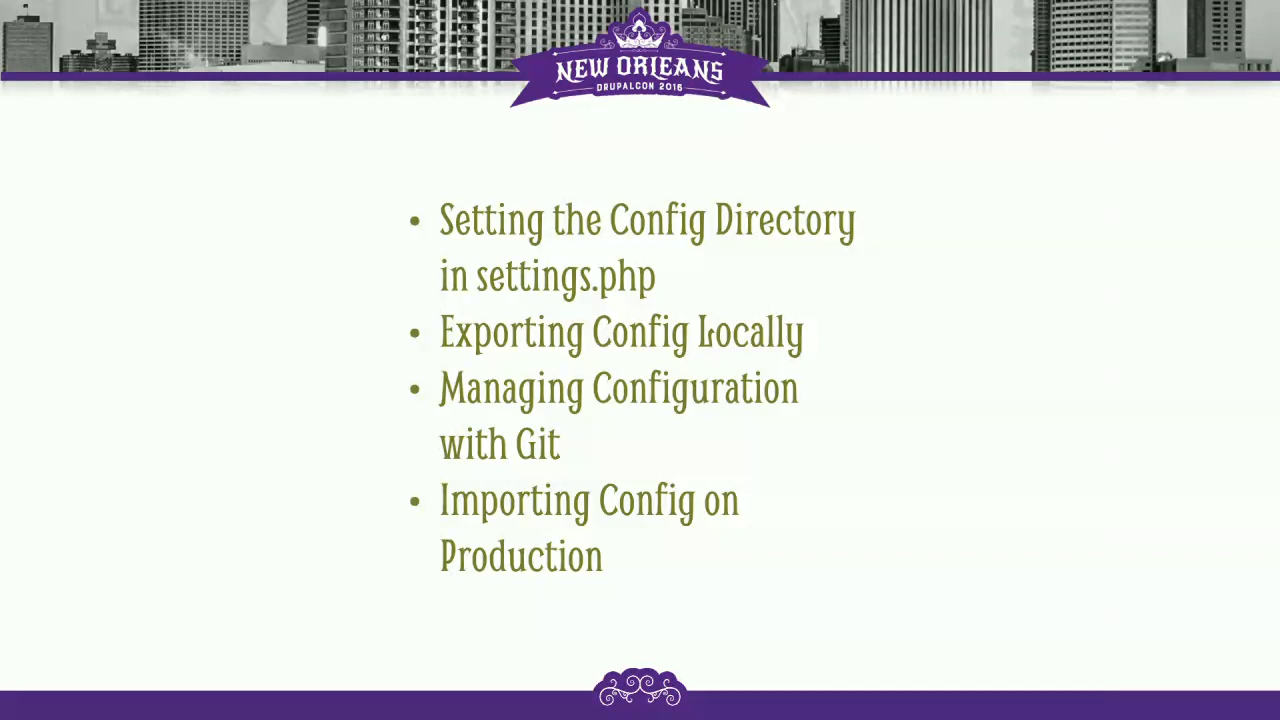 NEW ORLEANS
DRUPALCON 2016
• Setting the Config Directory
in settings.php
• Exporting Config Locally
• Managing Configuration
with Git
• Importing Config on
Production